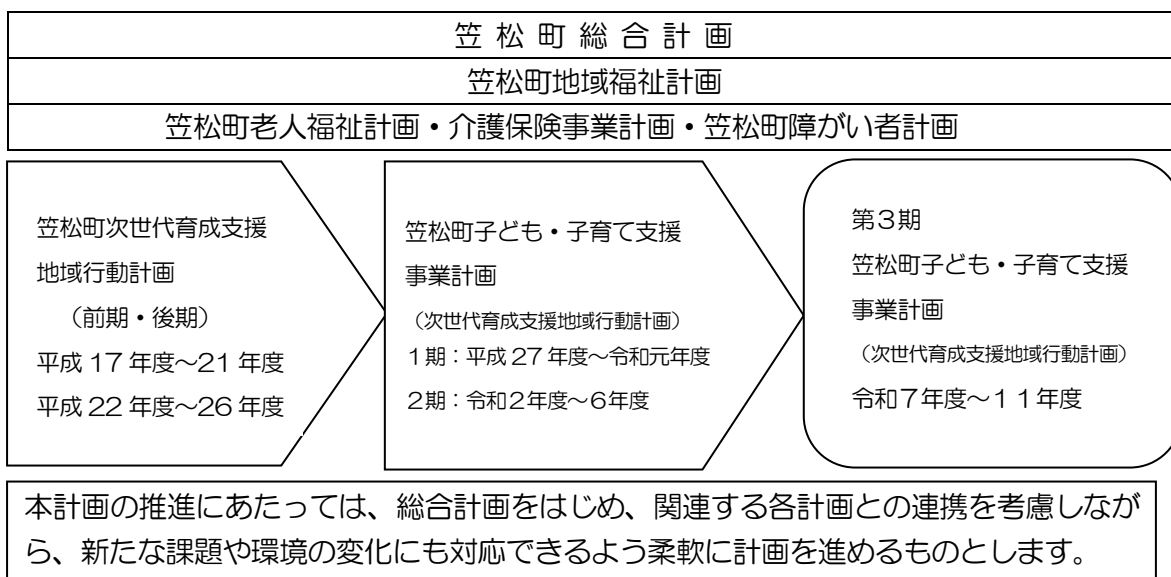 笠松町総合計画
笠松町地域福祉計画
笠松町老人福祉計画・介護保険事業計画・笠松町障がい者計画
笠松町次世代育成支援
地域行動計画
（前期・後期）
平成17年度～21年度
平成22年度～26年度
笠松町子ども・子育て支援
事業計画
（次世代育成支援地域行動計画）
１期：平成27年度～令和元年度
２期：令和２年度～６年度
第３期
笠松町子ども・子育て支援
事業計画
（次世代育成支援地域行動計画）
令和７年度～１１年度
本計画の推進にあたっては、総合計画をはじめ、関連する各計画との連携を考慮しなが
ら、新たな課題や環境の変化にも対応できるよう柔軟に計画を進めるものとします。